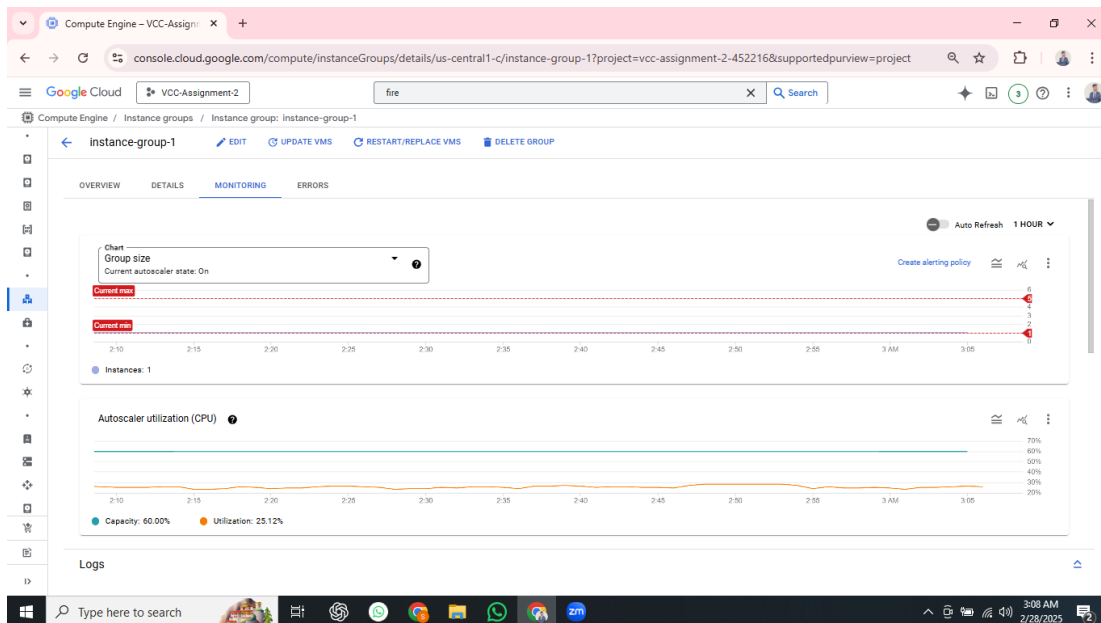 Compute Engine – VCC-Assignr
console.cloud.google.com/compute/instanceGroups/details/us-central1-c/instance-group-1?project=vcc-assignment-2-452216&supportedpurview=project
Google Cloud
VCC-Assignment-2
fire
Search
3
Compute Engine / Instance groups / Instance group: instance-group-1
instance-group-1
EDIT
UPDATE VMS
RESTART/REPLACE VMS
DELETE GROUP
OVERVIEW
DETAILS
MONITORING
ERRORS
Auto Refresh
1 HOUR
Chart
Group size
Current autoscaler state: On
Create alerting policy
Current max
6
5
4
3
Current min
2
1
0
2:10 2:15 2:20 2:25 2:30 2:35 2:40 2:45 2:50 2:55 3 AM 3:05
Instances: 1
Autoscaler utilization (CPU)
70%
60%
50%
40%
30%
20%
2:10 2:15 2:20 2:25 2:30 2:35 2:40 2:45 2:50 2:55 3 AM 3:05
Capacity: 60.00%
Utilization: 25.12%
Logs
Type here to search
zm
3:08 AM
2/28/2025
2